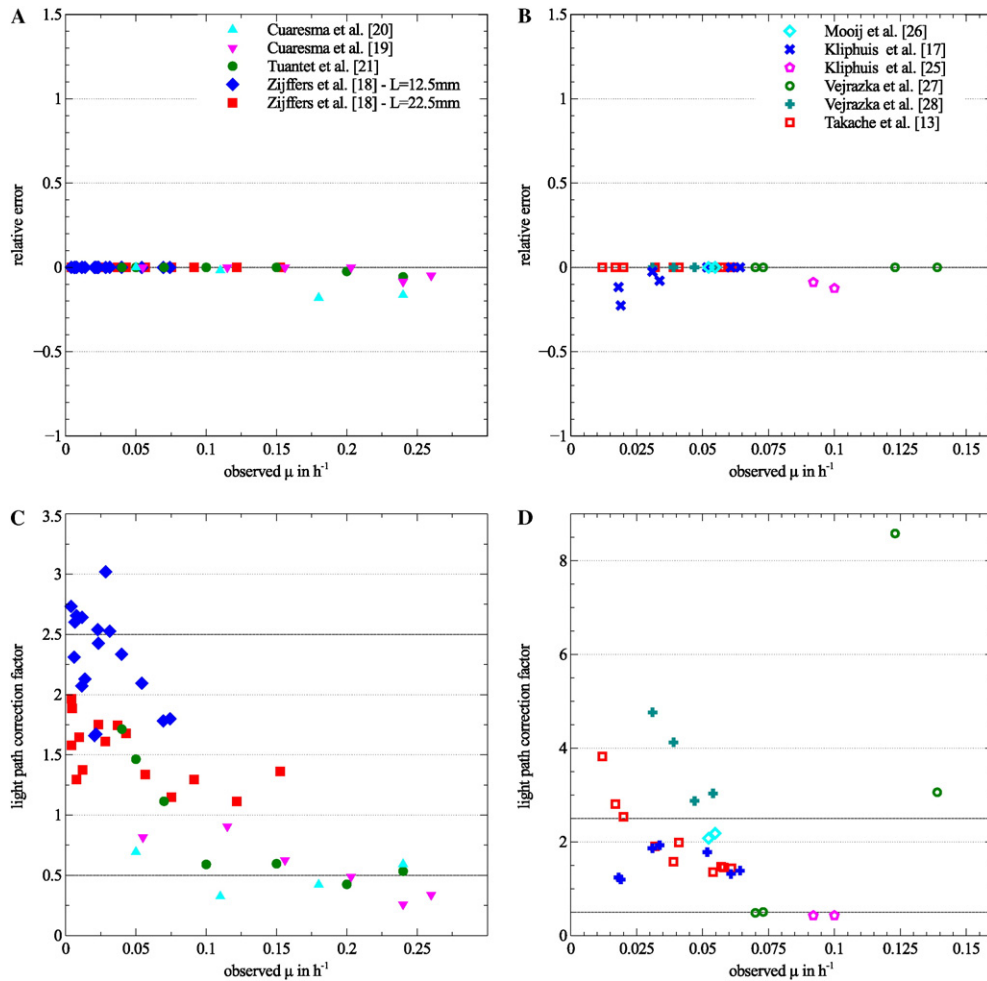 A
Cuaresma et al. [20]
Cuaresma et al. [19]
Tuantet et al. [21]
Zijffers et al. [18] - L=12.5mm
Zijffers et al. [18] - L=22.5mm
1.5
1
0.5
0
−0.5
−1
relative error
0 0.05 0.1 0.15 0.2 0.25
observed μ in h-1
B
Mooij et al. [26]
Kliphuis et al. [17]
Kliphuis et al. [25]
Vejrazka et al. [27]
Vejrazka et al. [28]
Takache et al. [13]
1.5
1
0.5
0
−0.5
−1
relative error
0 0.025 0.05 0.075 0.1 0.125 0.15
observed μ in h-1
C
3.5
3
2.5
2
1.5
1
0.5
0
light path correction factor
0 0.05 0.1 0.15 0.2 0.25
observed μ in h-1
D
8
6
4
2
0
light path correction factor
0 0.025 0.05 0.075 0.1 0.125 0.15
observed μ in h-1